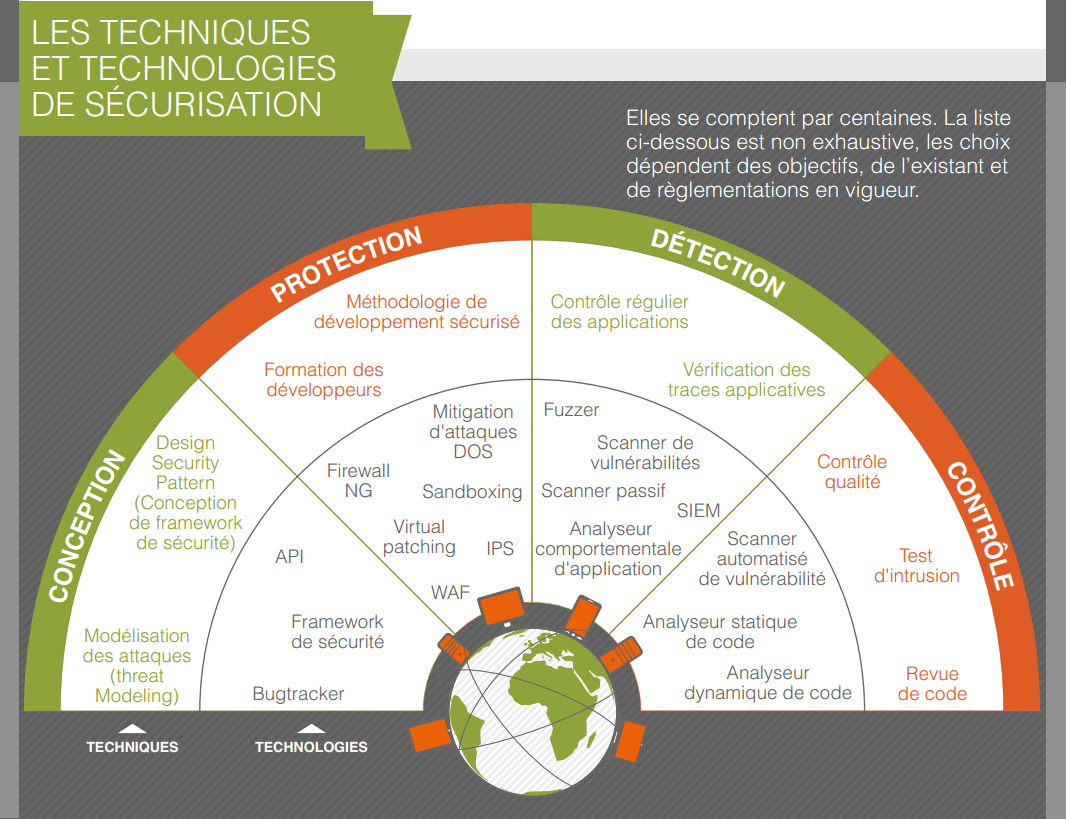 LES TECHNIQUES
ET TECHNOLOGIES
DE SÉCURISATION
Elles se comptent par centaines. La liste
ci-dessous est non exhaustive, les choix
dépendent des objectifs, de l'existant et
de règlementations en vigueur.
CONCEPTION
Design
Security
Pattern
(Conception
de framework
de sécurité)
Modélisation
des attaques
(threat
Modeling)
API
Framework
de sécurité
Bugtracker
PROTECTION
Méthodologie de
développement sécurisé
Formation des
développeurs
Mitigation
d'attaques
DOS
Firewall
NG
Sandboxing
Virtual
patching
IPS
WAF
DÉTECTION
Contrôle régulier
des applications
Vérification des
traces applicatives
Fuzzer
Scanner de
vulnérabilités
Scanner passif
SIEM
Analyseur
comportementale
d'application
CONTRÔLE
Contrôle
qualité
Test
d'intrusion
Revue
de code
Scanner
automatisé
de vulnérabilité
Analyseur statique
de code
Analyseur
dynamique de code
TECHNIQUES
TECHNOLOGIES